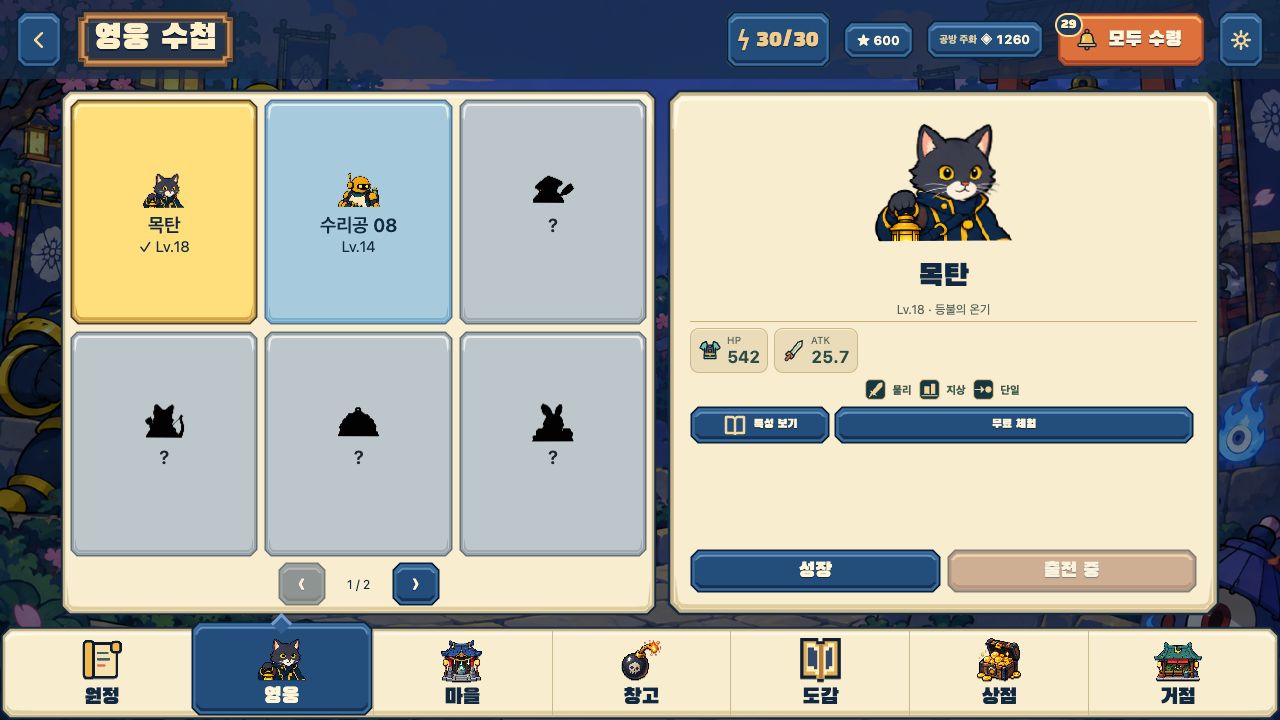 영웅 수첩
30/30
★ 600
공방 주화 ◈ 1260
29
모두 수령
목탄
✓ Lv.18
수리공 08
Lv.14
?
?
?
?
‹
1 / 2
›
목탄
Lv.18 · 등불의 온기
HP
542
ATK
25.7
물리 지상 단일
특성 보기
무료 체험
성장
출전 중
원정
영웅
마을
창고
도감
상점
거점